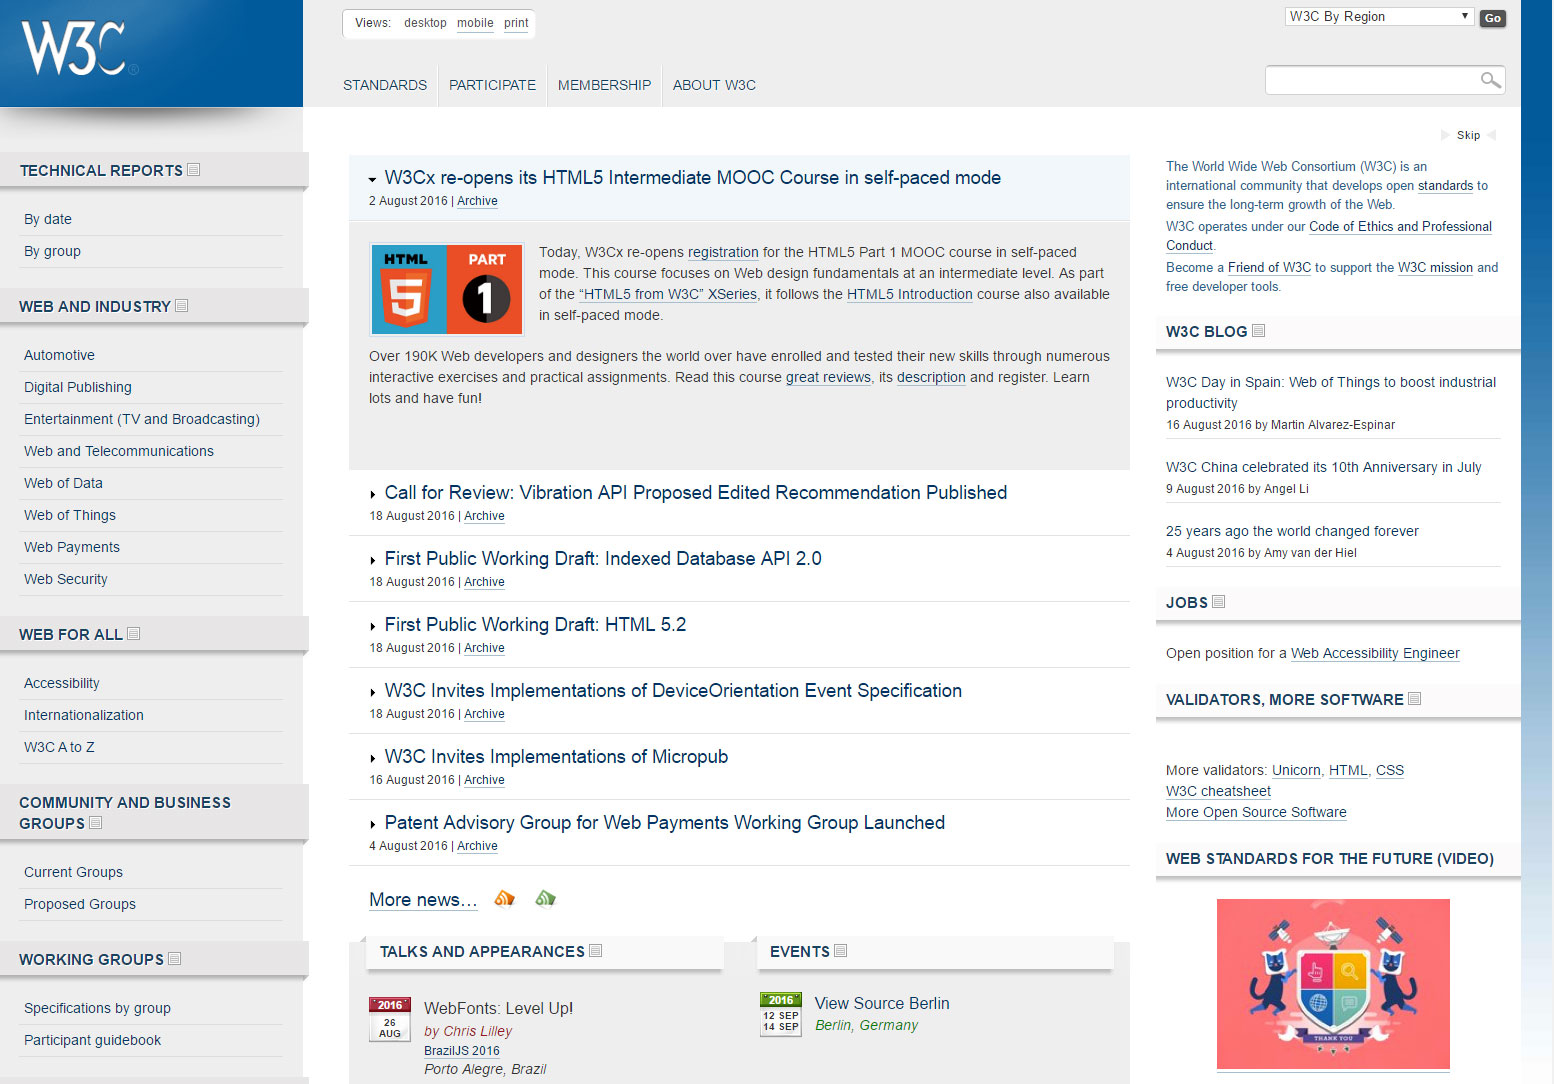 W3C®
Views: desktop mobile print
W3C By Region
Go
STANDARDS
PARTICIPATE
MEMBERSHIP
ABOUT W3C
TECHNICAL REPORTS
By date
By group
WEB AND INDUSTRY
Automotive
Digital Publishing
Entertainment (TV and Broadcasting)
Web and Telecommunications
Web of Data
Web of Things
Web Payments
Web Security
WEB FOR ALL
Accessibility
Internationalization
W3C A to Z
COMMUNITY AND BUSINESS
GROUPS
Current Groups
Proposed Groups
WORKING GROUPS
Specifications by group
Participant guidebook
W3Cx re-opens its HTML5 Intermediate MOOC Course in self-paced mode
2 August 2016 | Archive
HTML
5
PART
1
Today, W3Cx re-opens registration for the HTML5 Part 1 MOOC course in self-paced
mode. This course focuses on Web design fundamentals at an intermediate level. As part
of the “HTML5 from W3C” XSeries, it follows the HTML5 Introduction course also available
in self-paced mode.
Over 190K Web developers and designers the world over have enrolled and tested their new skills through numerous
interactive exercises and practical assignments. Read this course great reviews, its description and register. Learn
lots and have fun!
Call for Review: Vibration API Proposed Edited Recommendation Published
18 August 2016 | Archive
First Public Working Draft: Indexed Database API 2.0
18 August 2016 | Archive
First Public Working Draft: HTML 5.2
18 August 2016 | Archive
W3C Invites Implementations of DeviceOrientation Event Specification
18 August 2016 | Archive
W3C Invites Implementations of Micropub
16 August 2016 | Archive
Patent Advisory Group for Web Payments Working Group Launched
4 August 2016 | Archive
More news…
TALKS AND APPEARANCES
2016
26
AUG
WebFonts: Level Up!
by Chris Lilley
BrazilJS 2016
Porto Alegre, Brazil
EVENTS
2016
12 SEP
14 SEP
View Source Berlin
Berlin, Germany
Skip
The World Wide Web Consortium (W3C) is an
international community that develops open standards to
ensure the long-term growth of the Web.
W3C operates under our Code of Ethics and Professional
Conduct.
Become a Friend of W3C to support the W3C mission and
free developer tools.
W3C BLOG
W3C Day in Spain: Web of Things to boost industrial
productivity
16 August 2016 by Martin Alvarez-Espinar
W3C China celebrated its 10th Anniversary in July
9 August 2016 by Angel Li
25 years ago the world changed forever
4 August 2016 by Amy van der Hiel
JOBS
Open position for a Web Accessibility Engineer
VALIDATORS, MORE SOFTWARE
More validators: Unicorn, HTML, CSS
W3C cheatsheet
More Open Source Software
WEB STANDARDS FOR THE FUTURE (VIDEO)
THANK YOU